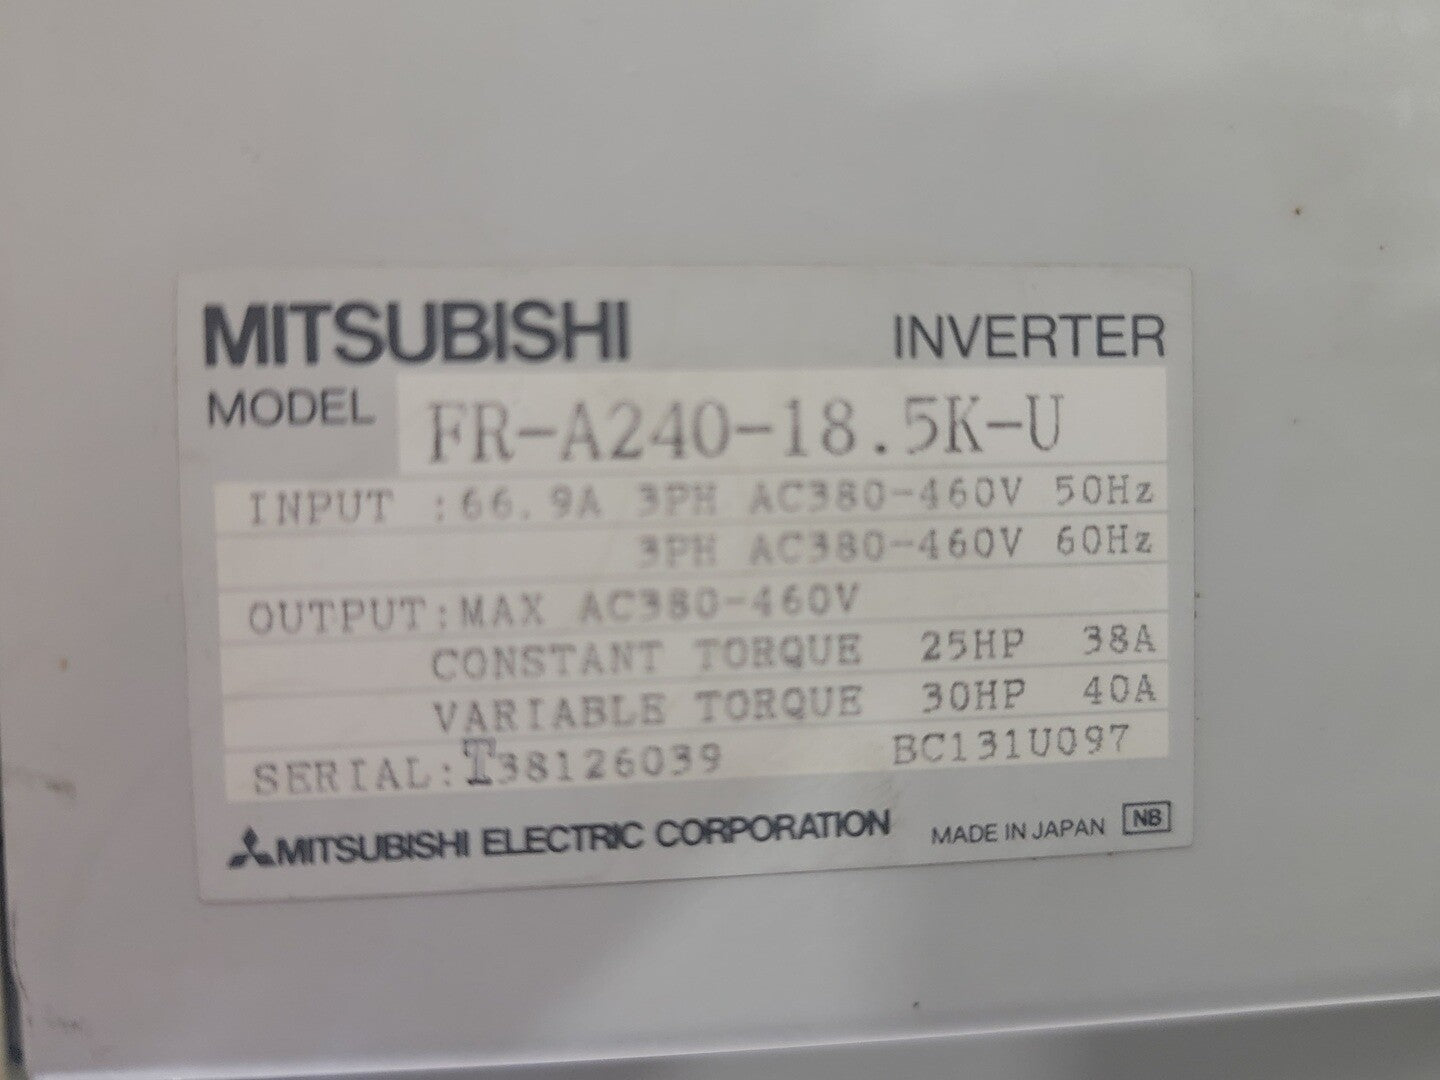 MITSUBISHI INVERTER
MODEL FR-A240-18.5K-U
INPUT :66.9A 3PH AC380-460V 50Hz
3PH AC380-460V 60Hz
OUTPUT:MAX AC380-460V
CONSTANT TORQUE 25HP 38A
VARIABLE TORQUE 30HP 40A
SERIAL:T38126039 BC131U097
MITSUBISHI ELECTRIC CORPORATION MADE IN JAPAN NB